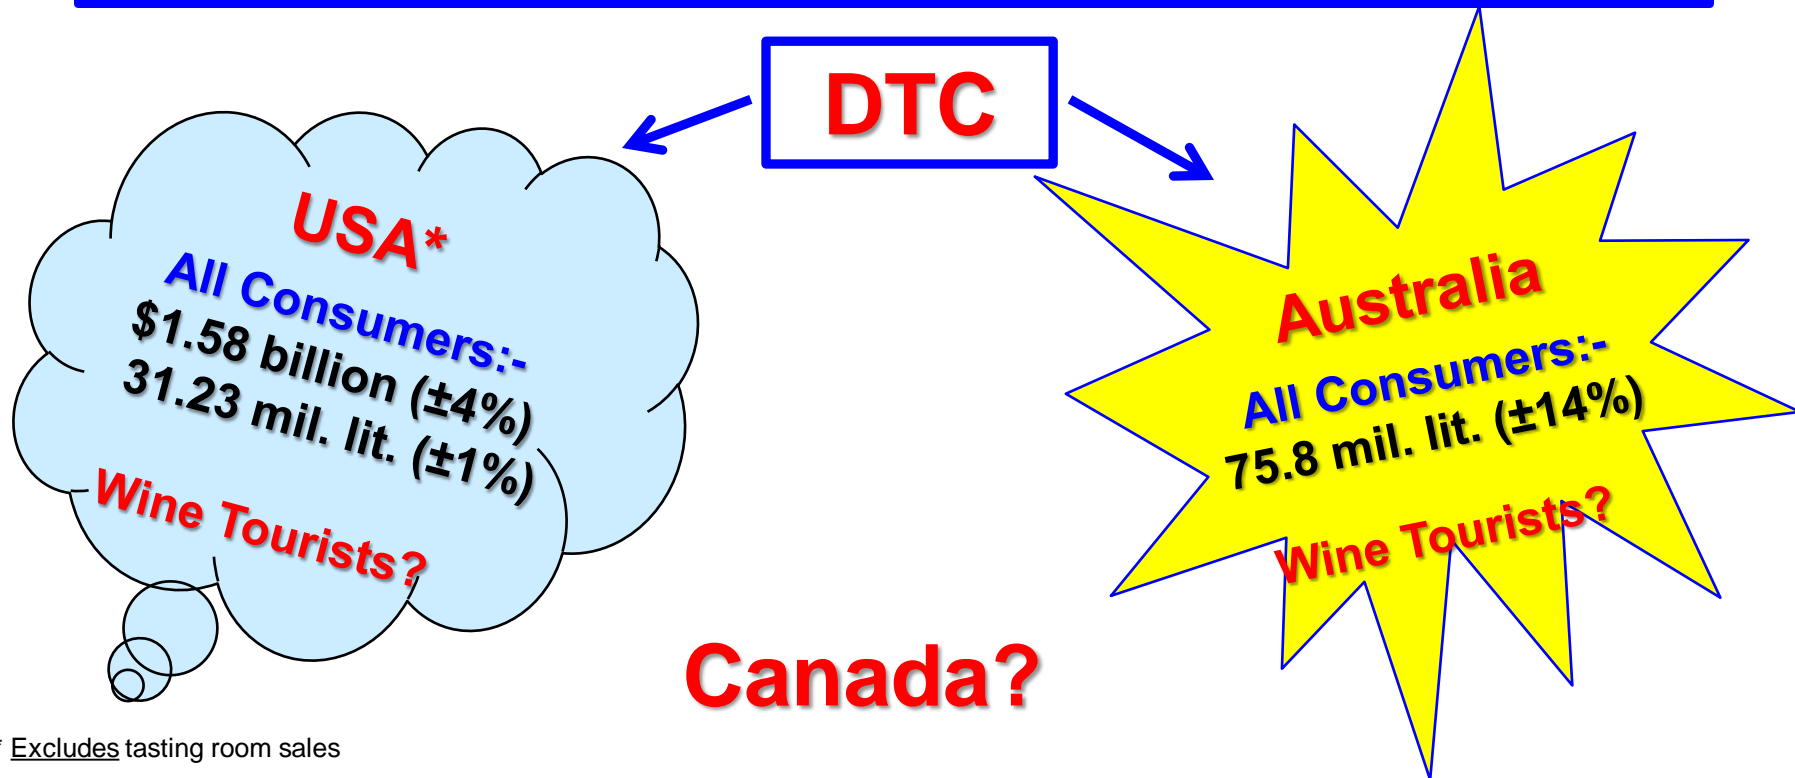 DTC
USA*
All Consumers:-
$1.58 billion (±4%)
31.23 mil. lit. (±1%)
Wine Tourists?
Australia
All Consumers:-
75.8 mil. lit. (±14%)
Wine Tourists?
Canada?
* Excludes tasting room sales